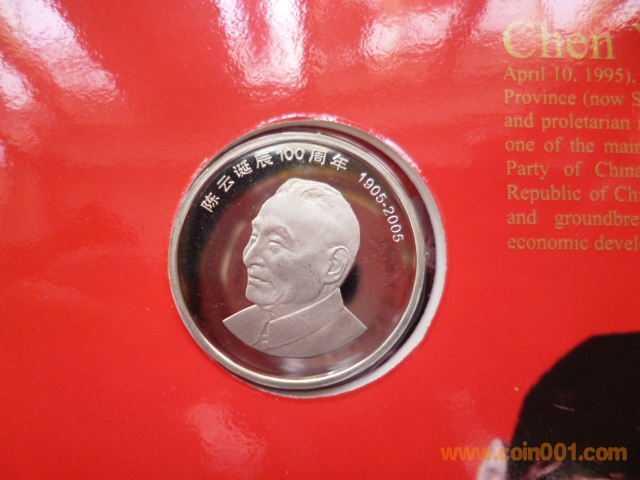 陈云诞辰100周年 1905-2005
Chen
April 10, 1995),
Province (now S
and proletarian
one of the main
Party of China
Republic of Ch
and groundbre
economic devel
www.coin001.com